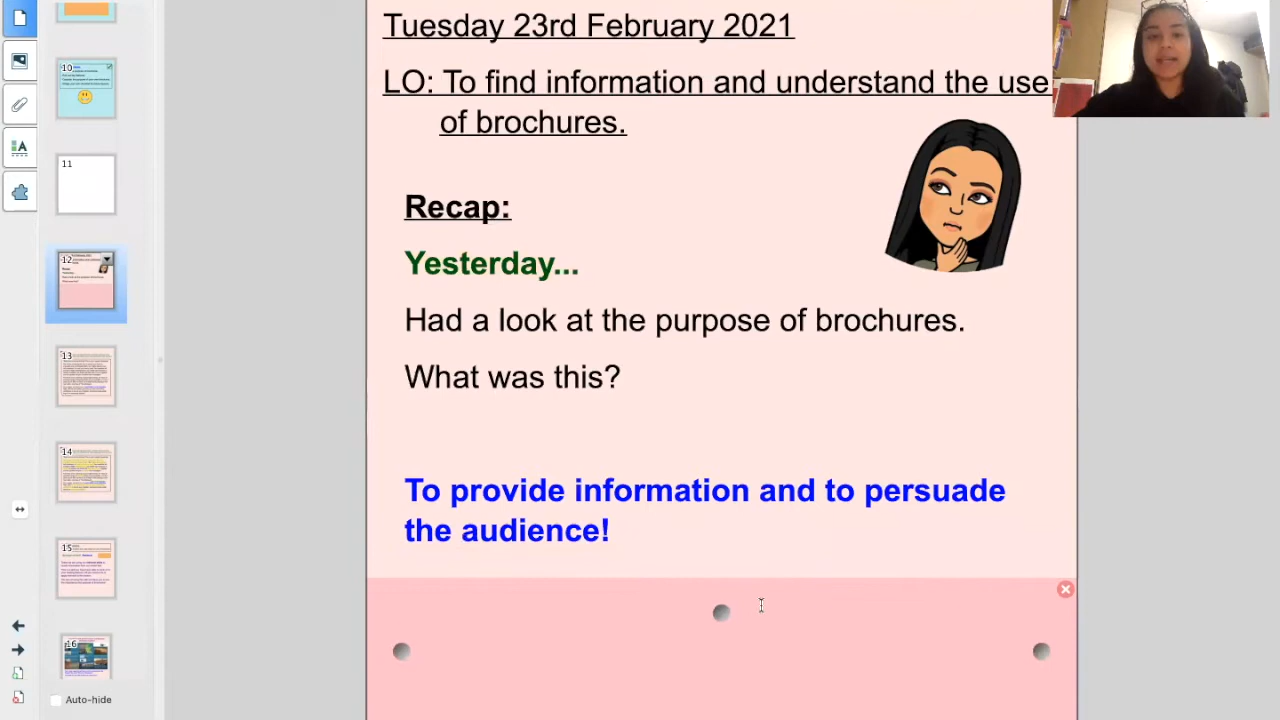 Tuesday 23rd February 2021
LO: To find information and understand the use
of brochures.
Recap:
Yesterday...
Had a look at the purpose of brochures.
What was this?
To provide information and to persuade
the audience!
10
11
12
13
14
15
16
Auto-hide